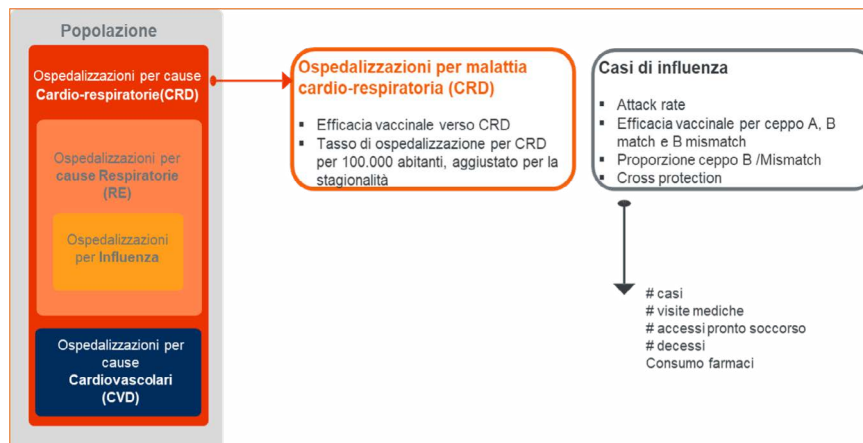 Popolazione
Ospedalizzazioni per cause
Cardio-respiratorie(CRD)
Ospedalizzazioni per
cause Respiratorie
(RE)
Ospedalizzazioni
per Influenza
Ospedalizzazioni per
cause
Cardiovascolari
(CVD)
Ospedalizzazioni per malattia
cardio-respiratoria (CRD)
▪ Efficacia vaccinale verso CRD
▪ Tasso di ospedalizzazione per CRD
per 100.000 abitanti, aggiustato per la
stagionalità
Casi di influenza
▪ Attack rate
▪ Efficacia vaccinale per ceppo A, B
match e B mismatch
▪ Proporzione ceppo B /Mismatch
▪ Cross protection
# casi
# visite mediche
# accessi pronto soccorso
# decessi
Consumo farmaci